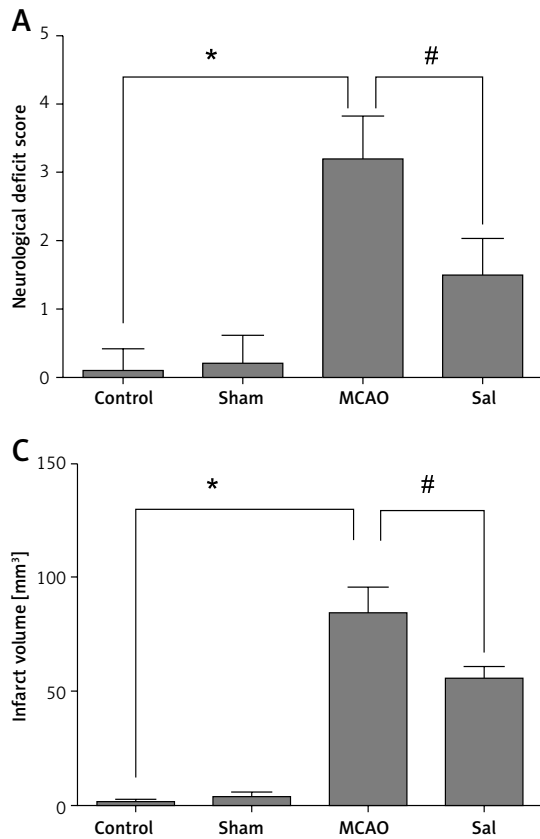 A
Neurological deficit score
5
4
3
2
1
0
*
#
Control Sham MCAO Sal
C
Infarct volume [mm³]
150
100
50
0
*
#
Control Sham MCAO Sal